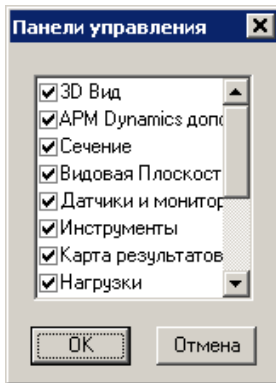 Панели управления
3D Вид
APM Dynamics допо
Сечение
Видовая Плоскост
Датчики и монитор
Инструменты
Карта результатов
Нагрузки
OK
Отмена